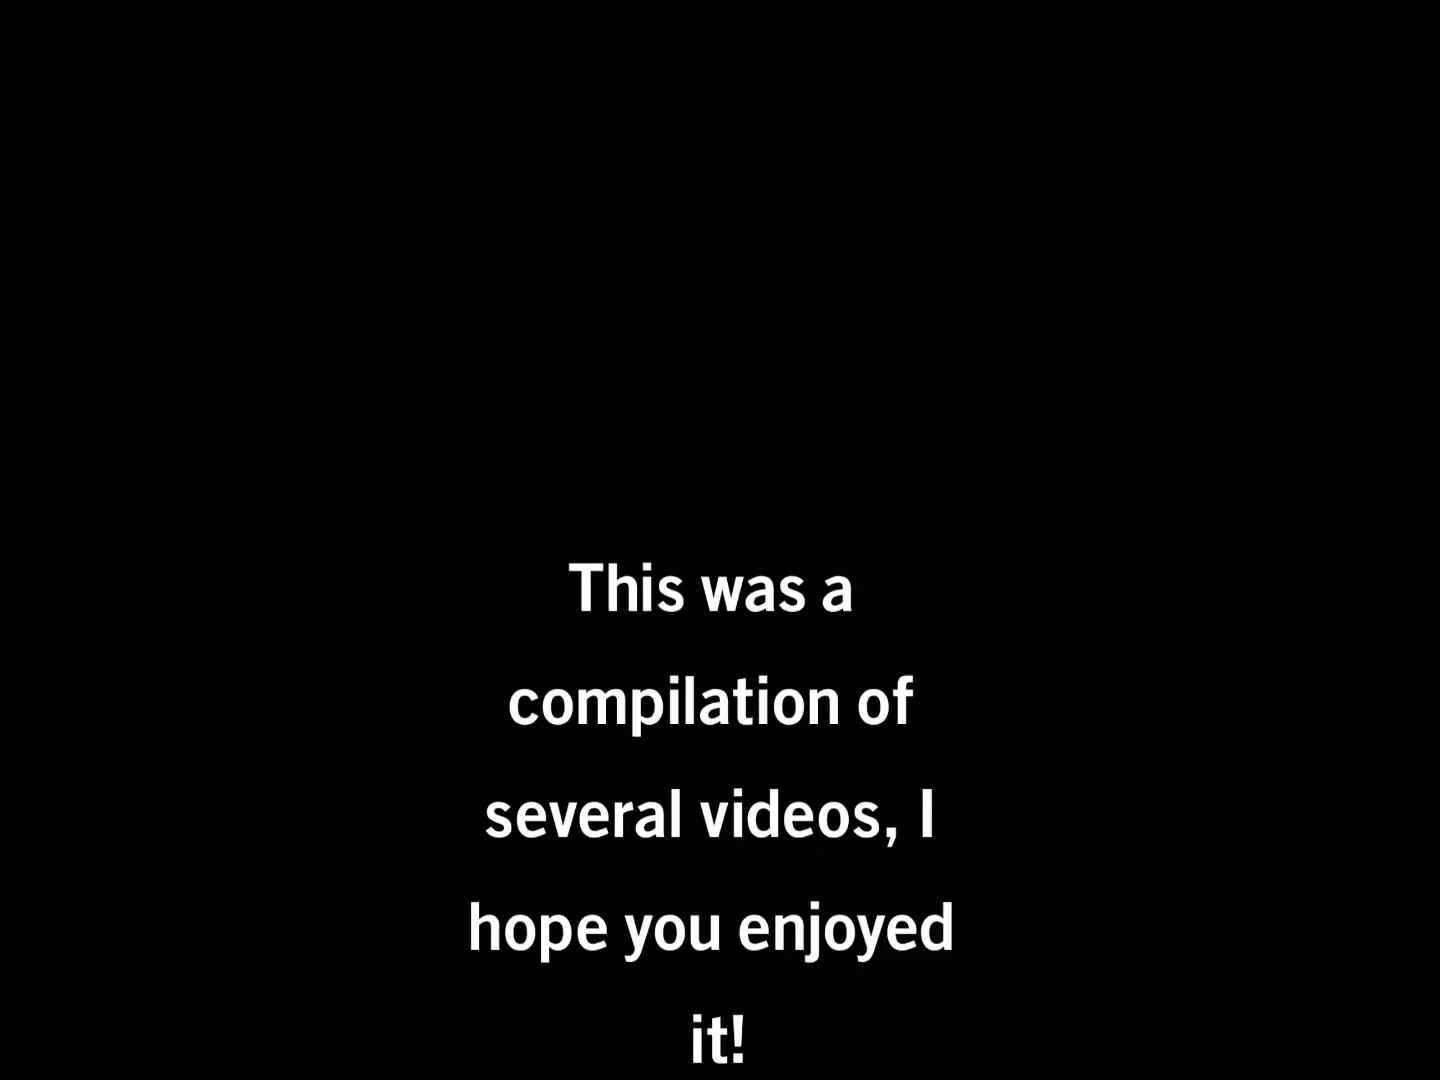 This was a
compilation of
several videos, I
hope you enjoyed
it!